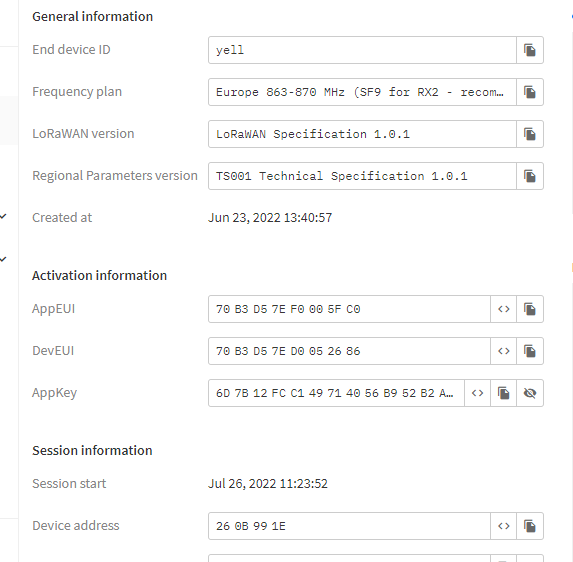 General information
End device ID yell
Frequency plan Europe 863-870 MHz (SF9 for RX2 - recom…
LoRaWAN version LoRaWAN Specification 1.0.1
Regional Parameters version TS001 Technical Specification 1.0.1
Created at Jun 23, 2022 13:40:57
Activation information
AppEUI 70 B3 D5 7E F0 00 5F C0
DevEUI 70 B3 D5 7E D0 05 26 86
AppKey 6D 7B 12 FC C1 49 71 40 56 B9 52 B2 A…
Session information
Session start Jul 26, 2022 11:23:52
Device address 26 0B 99 1E